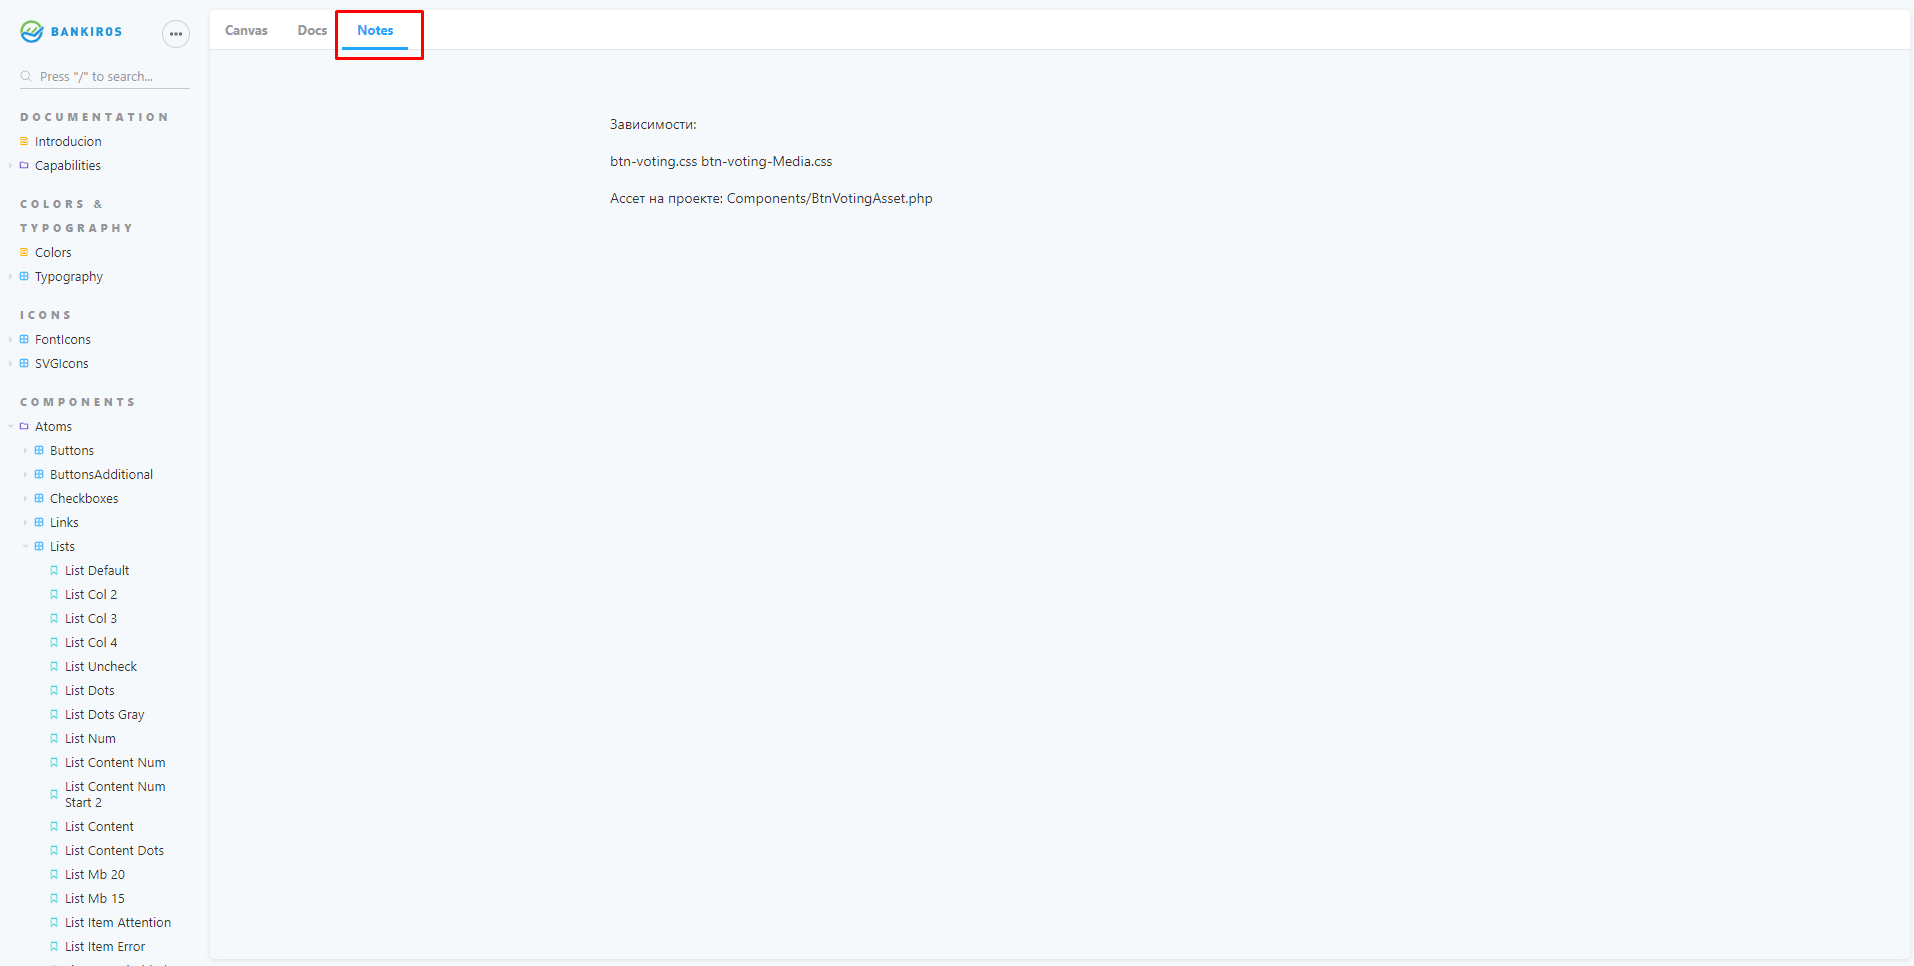 BANKIROS
Press "/" to search...
DOCUMENTATION
Introducion
Capabilities
COLORS &
TYPOGRAPHY
Colors
Typography
ICONS
FontIcons
SVGIcons
COMPONENTS
Atoms
Buttons
ButtonsAdditional
Checkboxes
Links
Lists
List Default
List Col 2
List Col 3
List Col 4
List Uncheck
List Dots
List Dots Gray
List Num
List Content Num
List Content Num
Start 2
List Content
List Content Dots
List Mb 20
List Mb 15
List Item Attention
List Item Error
Canvas Docs Notes
Зависимости:
btn-voting.css btn-voting-Media.css
Ассет на проекте: Components/BtnVotingAsset.php